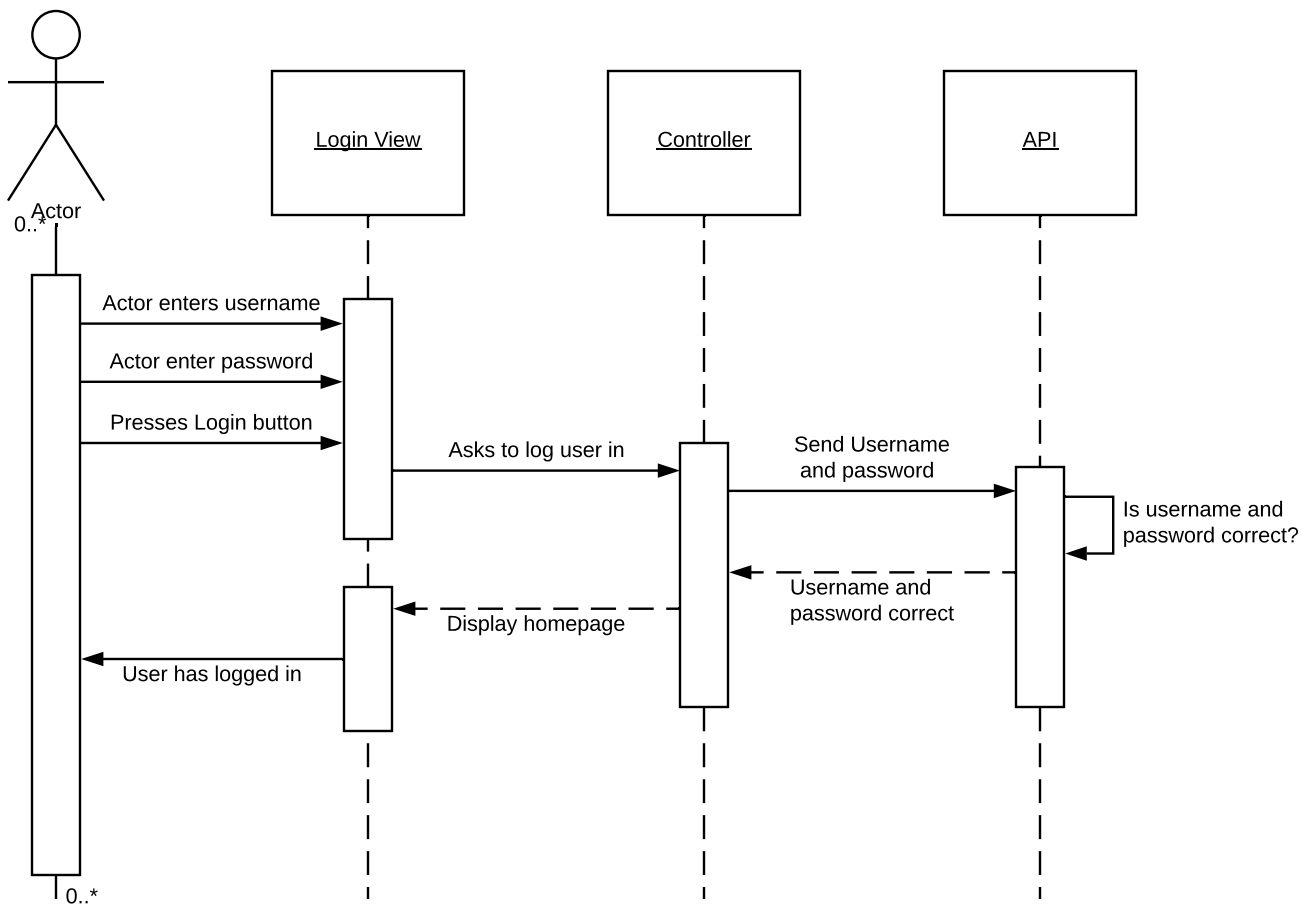 Login View
Controller
API
Actor
0..*
Actor enters username
Actor enter password
Presses Login button
Asks to log user in
Send Username
and password
Is username and
password correct?
Username and
password correct
Display homepage
User has logged in
0..*